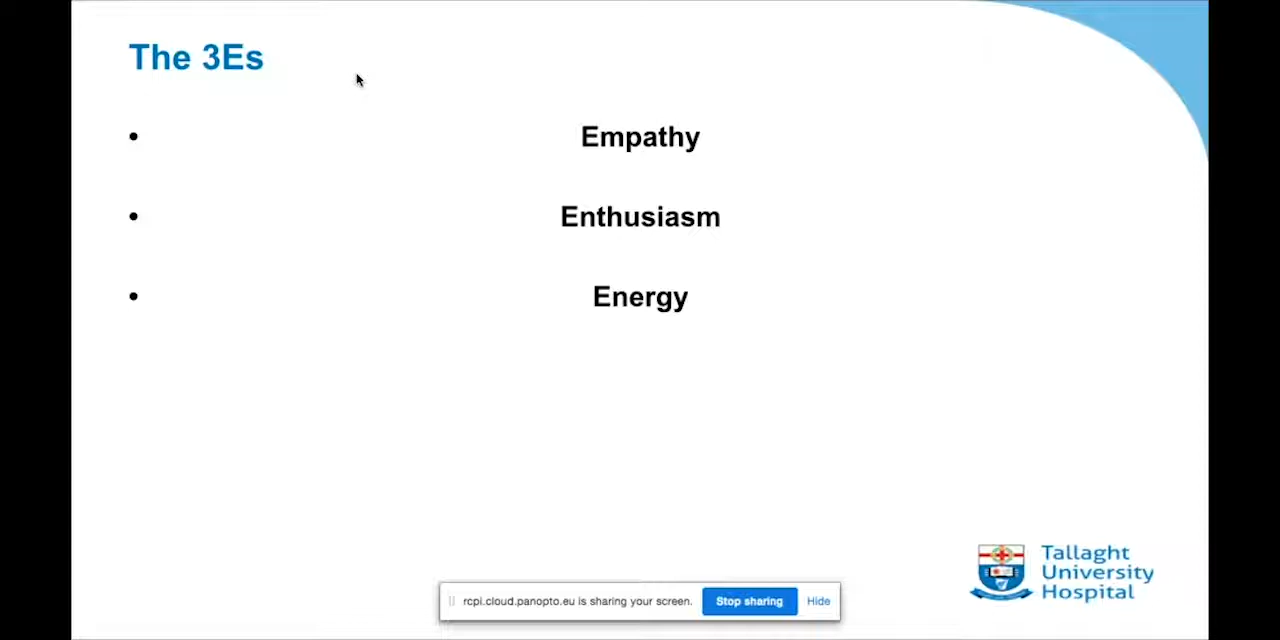 The 3Es
• Empathy
• Enthusiasm
• Energy
Tallaght
University
Hospital
rcpi.cloud.panopto.eu is sharing your screen. Stop sharing Hide